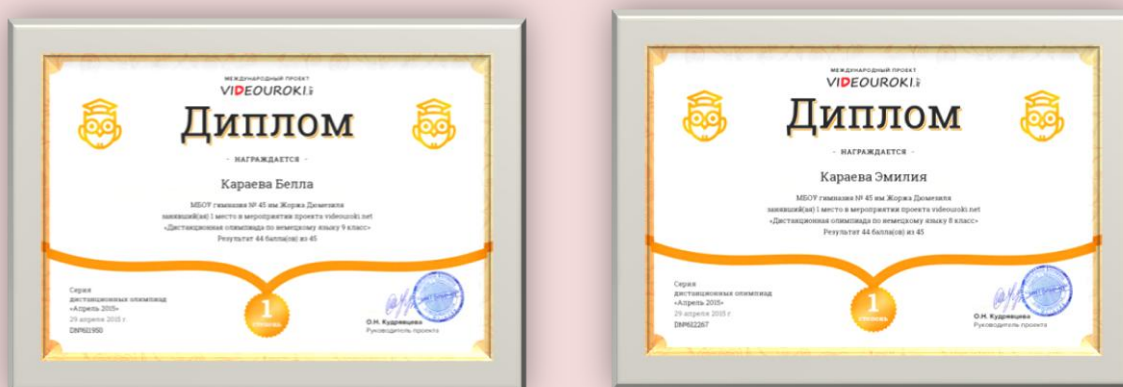 МЕЖДУНАРОДНЫЙ ПРОЕКТ
VIDEOUROKI
Диплом
- НАГРАЖДАЕТСЯ -
Караева Белла
МБОУ гимназия № 45 им Жоржа Дюмезиля
занявший(ая) 1 место в мероприятии проекта videouroki.net
«Дистанционная олимпиада по немецкому языку 9 класс»
Результат 44 балла(ов) из 45
Серия
дистанционных олимпиад
«Апрель 2015»
29 апреля 2015 г
1
степень
О.Н. Кудрявцева
Руководитель проекта
МЕЖДУНАРОДНЫЙ ПРОЕКТ
VIDEOUROKI
Диплом
- НАГРАЖДАЕТСЯ -
Караева Эмилия
МБОУ гимназия № 45 им Жоржа Дюмезиля
занявший(ая) 1 место в мероприятии проекта videouroki.net
«Дистанционная олимпиада по немецкому языку 8 класс»
Результат 44 балла(ов) из 45
Серия
дистанционных олимпиад
«Апрель 2015»
29 апреля 2015 г
1
степень
О.Н. Кудрявцева
Руководитель проекта